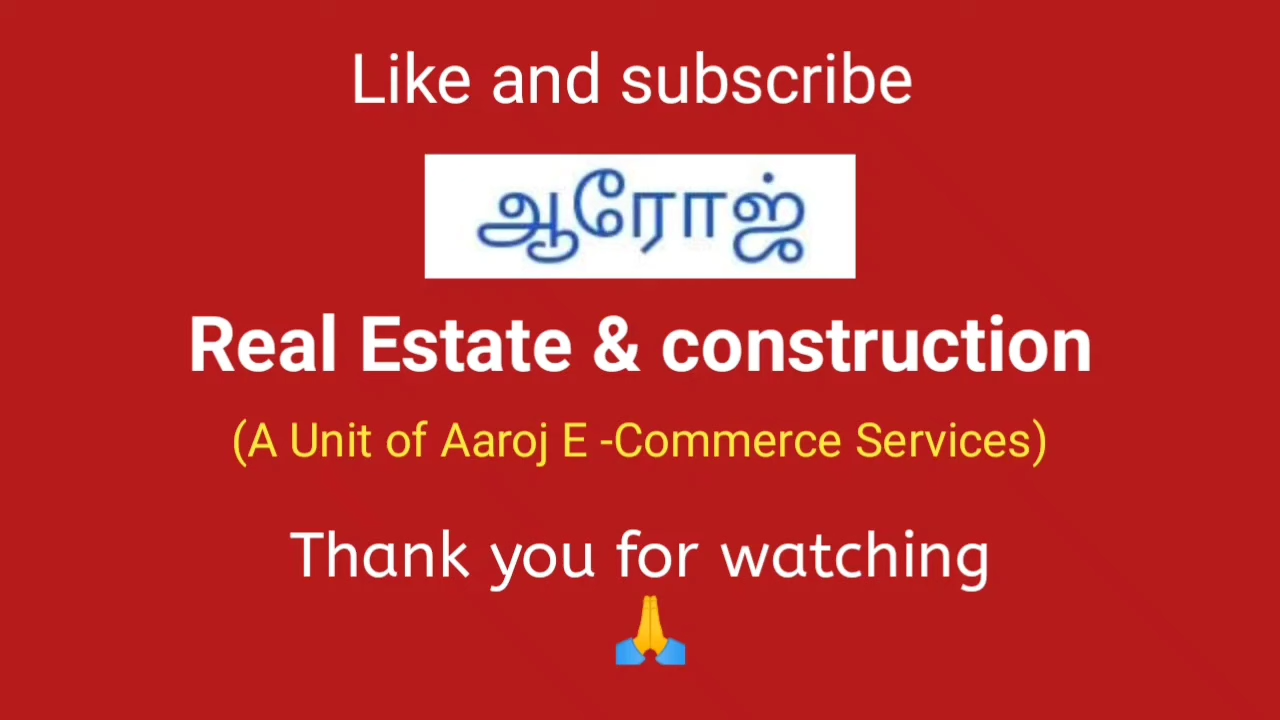 Like and subscribe
ஆரோஜ்
Real Estate & construction
(A Unit of Aaroj E -Commerce Services)
Thank you for watching
🙏